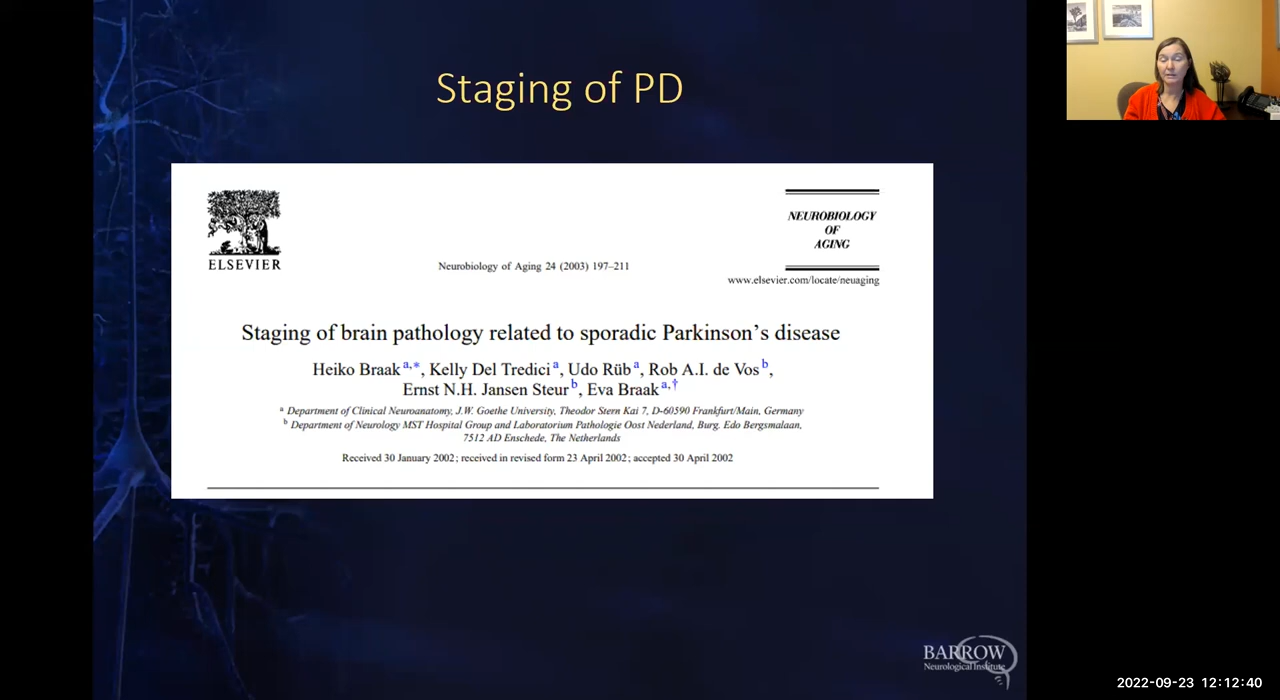 Staging of PD
ELSEVIER
NEUROBIOLOGY
OF
AGING
Neurobiology of Aging 24 (2003) 197–211
www.elsevier.com/locate/neuaging
Staging of brain pathology related to sporadic Parkinson's disease
Heiko Braak a,*, Kelly Del Tredici a, Udo Rüb a, Rob A.I. de Vos b,
Ernst N.H. Jansen Steur b, Eva Braak a,†
a Department of Clinical Neuroanatomy, J.W. Goethe University, Theodor Stern Kai 7, D-60590 Frankfurt/Main, Germany
b Department of Neurology MST Hospital Group and Laboratorium Pathologie Oost Nederland, Burg. Edo Bergsmalaan,
7512 AD Enschede, The Netherlands
Received 30 January 2002; received in revised form 23 April 2002; accepted 30 April 2002
BARROW
Neurological Institute
2022-09-23 12:12:40